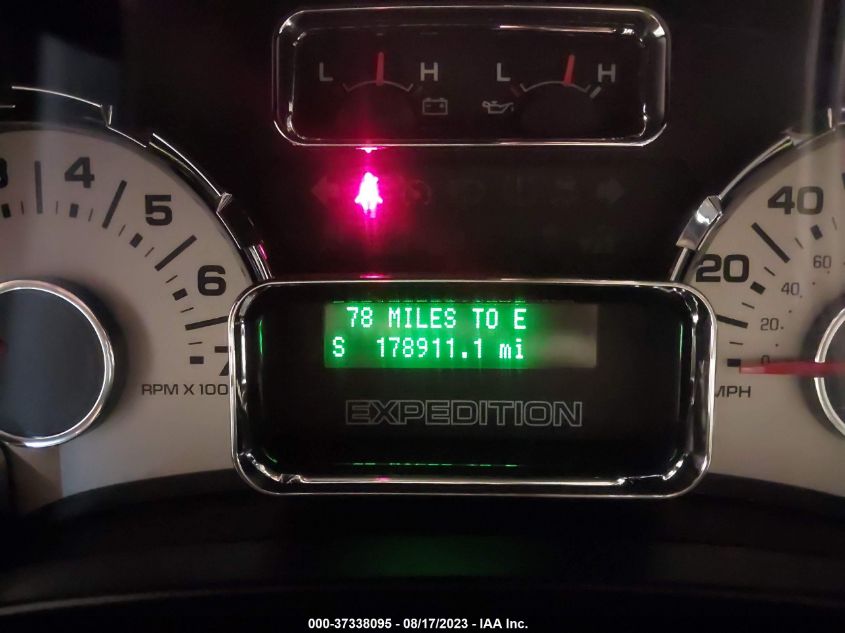 L H L H
4 5 6 7
RPM X 100
78 MILES TO E
S 178911.1 mi
EXPEDITION
40 20
60 40 20 0
MPH
000-37338095 - 08/17/2023 - IAA Inc.